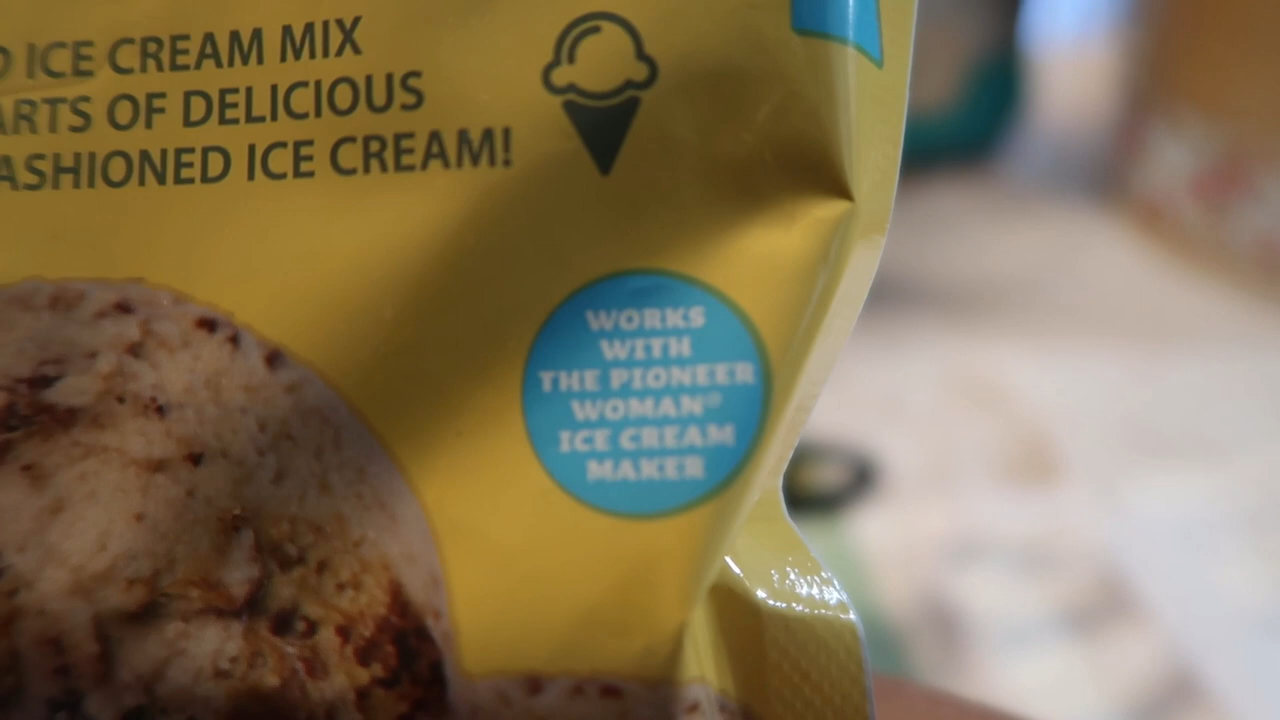 ICE CREAM MIX
ARTS OF DELICIOUS
ASHIONED ICE CREAM!
WORKS
WITH
THE PIONEER
WOMAN®
ICE CREAM
MAKER